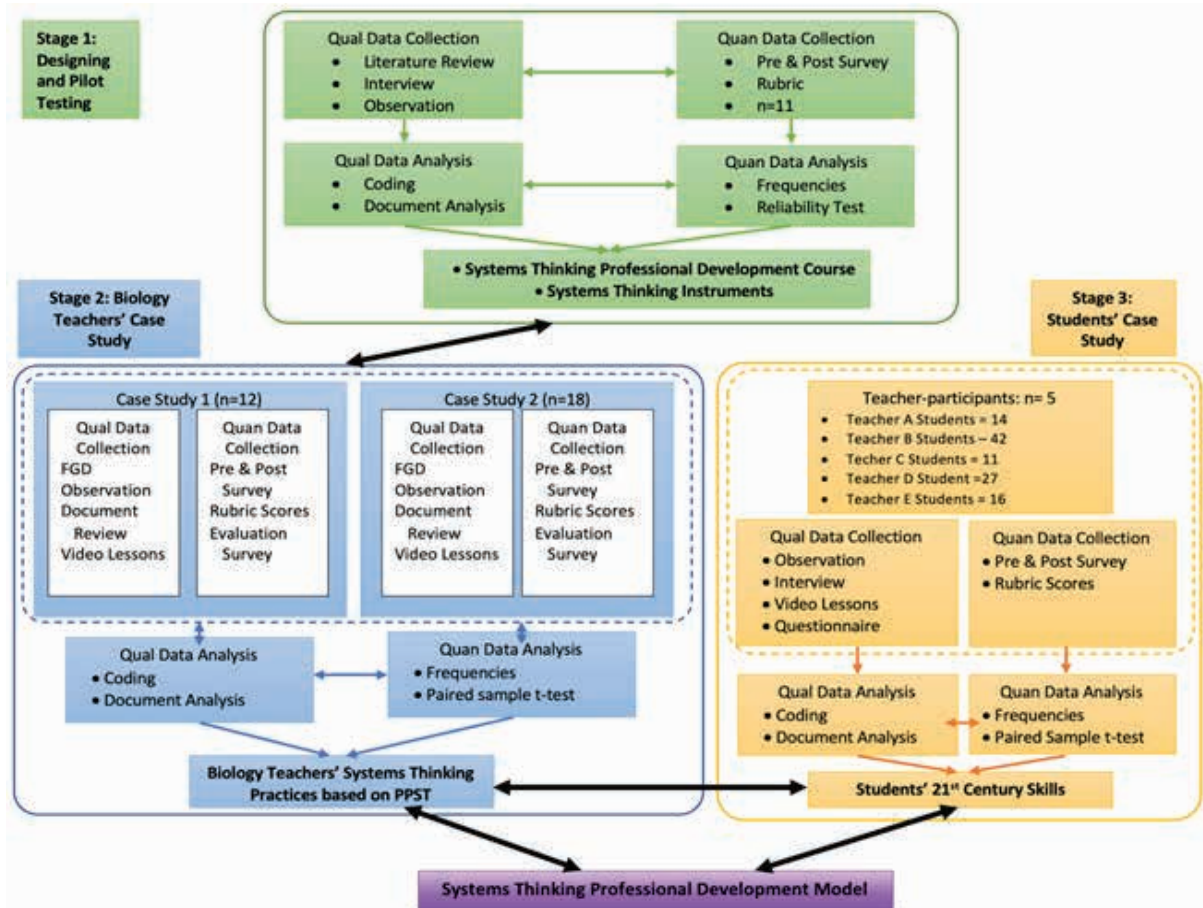 Stage 1:
Designing
and Pilot
Testing
Qual Data Collection
• Literature Review
• Interview
• Observation
Quan Data Collection
• Pre & Post Survey
• Rubric
• n=11
Qual Data Analysis
• Coding
• Document Analysis
Quan Data Analysis
• Frequencies
• Reliability Test
• Systems Thinking Professional Development Course
• Systems Thinking Instruments
Stage 2: Biology
Teachers' Case
Study
Case Study 1 (n=12)
Qual Data
Collection
FGD
Observation
Document
Review
Video Lessons
Quan Data
Collection
Pre & Post
Survey
Rubric Scores
Evaluation
Survey
Case Study 2 (n=18)
Qual Data
Collection
FGD
Observation
Document
Review
Video Lessons
Quan Data
Collection
Pre & Post
Survey
Rubric Scores
Evaluation
Survey
Qual Data Analysis
• Coding
• Document Analysis
Quan Data Analysis
• Frequencies
• Paired sample t-test
Biology Teachers' Systems Thinking
Practices based on PPST
Stage 3:
Students' Case
Study
Teacher-participants: n= 5
• Teacher A Students = 14
• Teacher B Students – 42
• Techer C Students = 11
• Teacher D Student =27
• Teacher E Students = 16
Qual Data Collection
• Observation
• Interview
• Video Lessons
• Questionnaire
Quan Data Collection
• Pre & Post Survey
• Rubric Scores
Qual Data Analysis
• Coding
• Document Analysis
Quan Data Analysis
• Frequencies
• Paired Sample t-test
Students' 21st Century Skills
Systems Thinking Professional Development Model